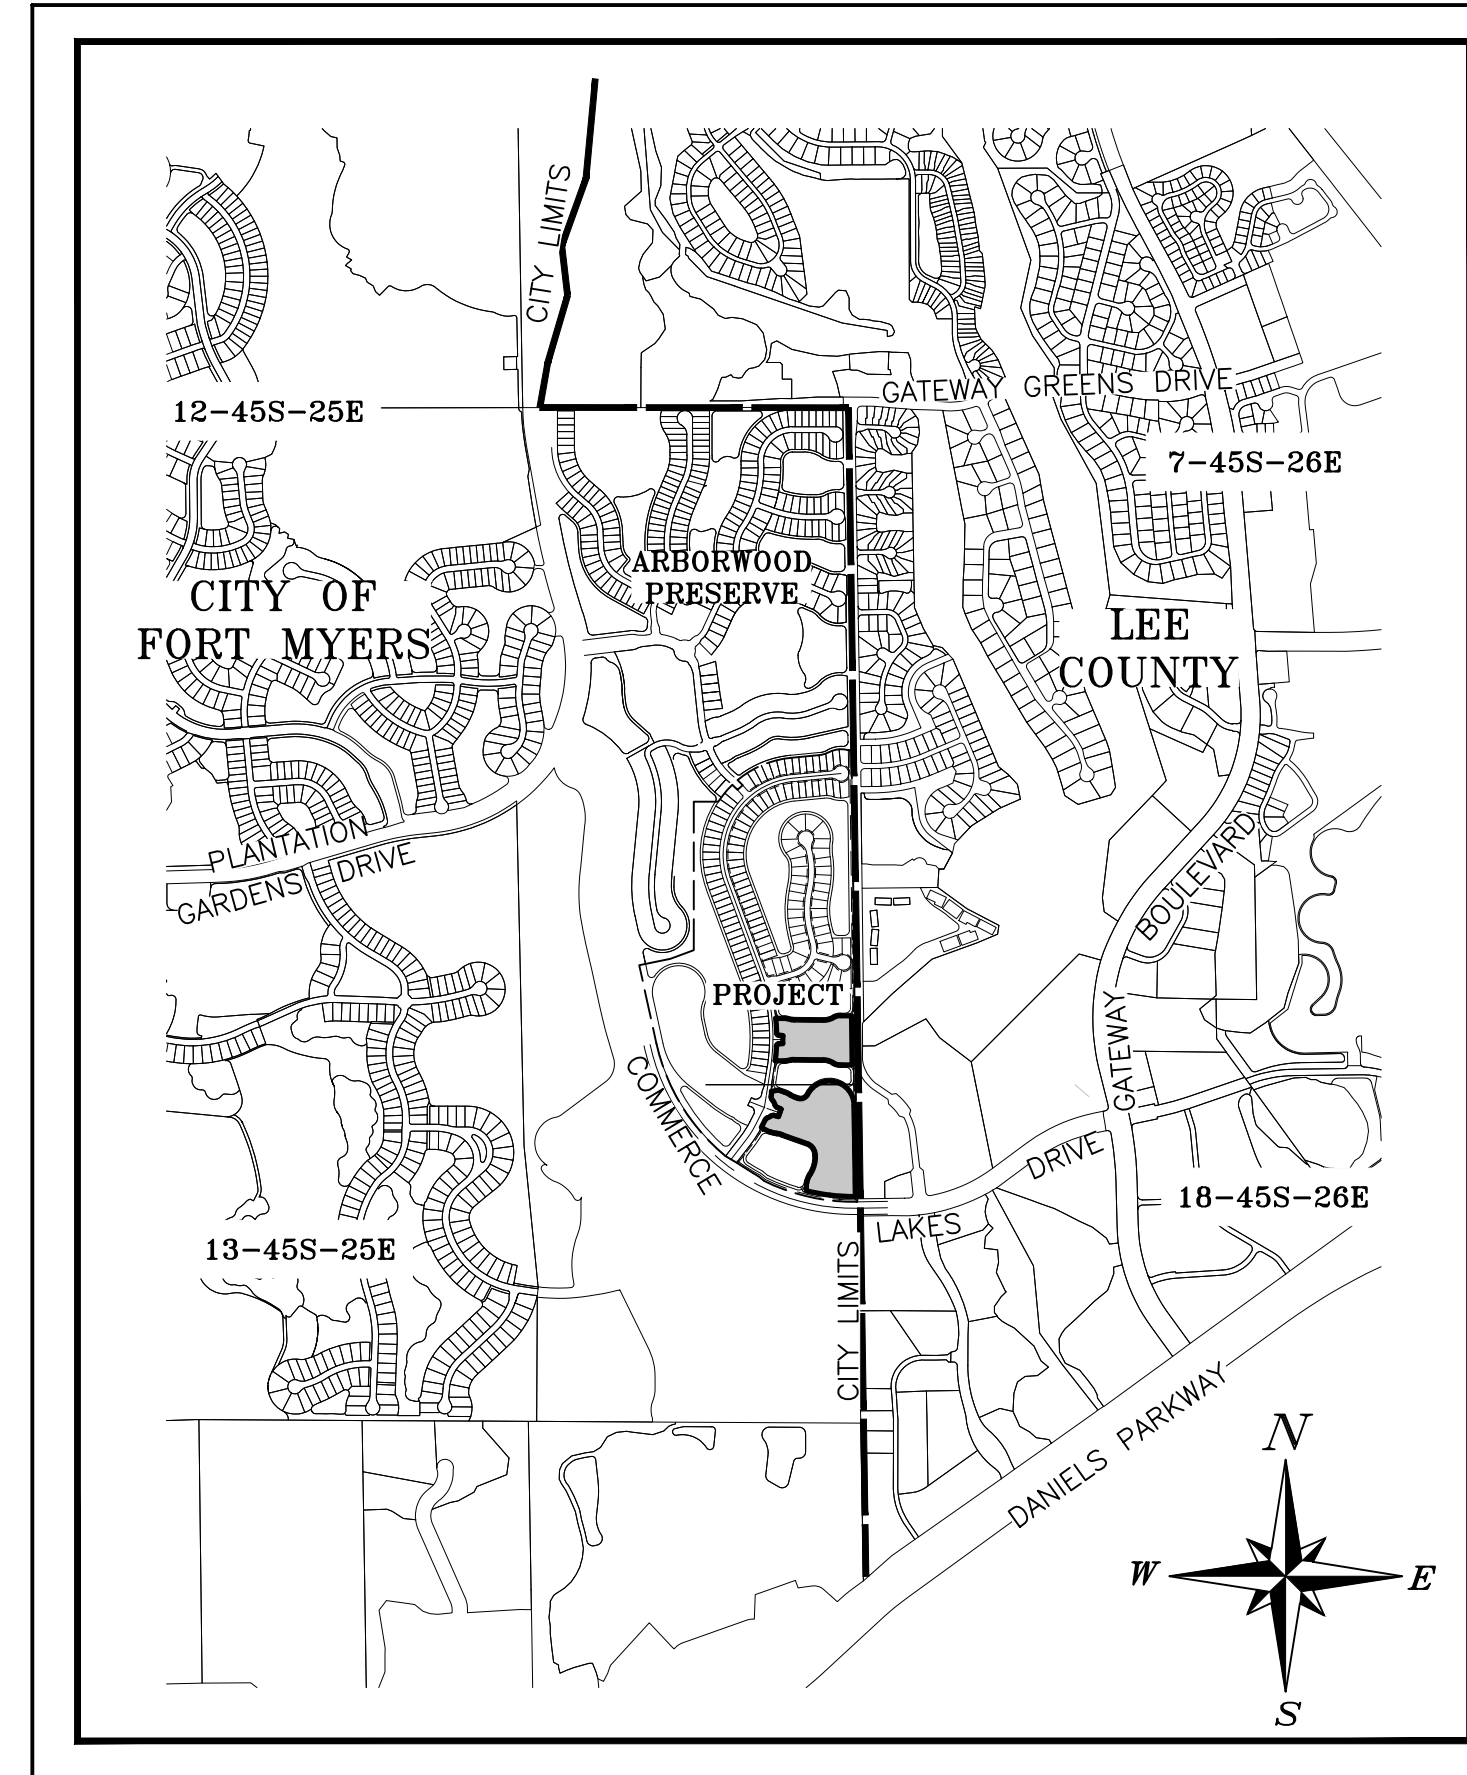 CITY LIMITS
GATEWAY GREENS DRIVE
12-45S-25E
7-45S-26E
ARBORWOOD
PRESERVE
CITY OF
FORT MYERS
LEE
COUNTY
PLANTATION
GARDENS DRIVE
BOULEVARD
GATEWAY
PROJECT
COMMERCE
LAKES
DRIVE
18-45S-26E
13-45S-25E
CITY LIMITS
DANIELS PARKWAY
N
W
E
S